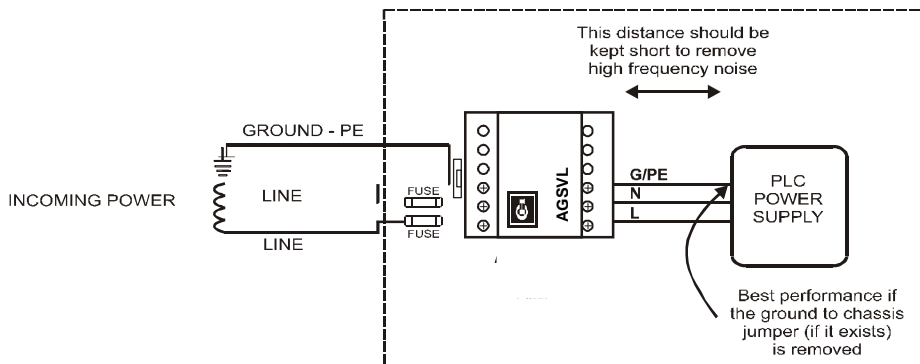 This distance should be
kept short to remove
high frequency noise
GROUND - PE
INCOMING POWER
LINE
LINE
FUSE
FUSE
AGSVL
G/PE
N
L
PLC
POWER
SUPPLY
Best performance if
the ground to chassis
jumper (if it exists)
is removed